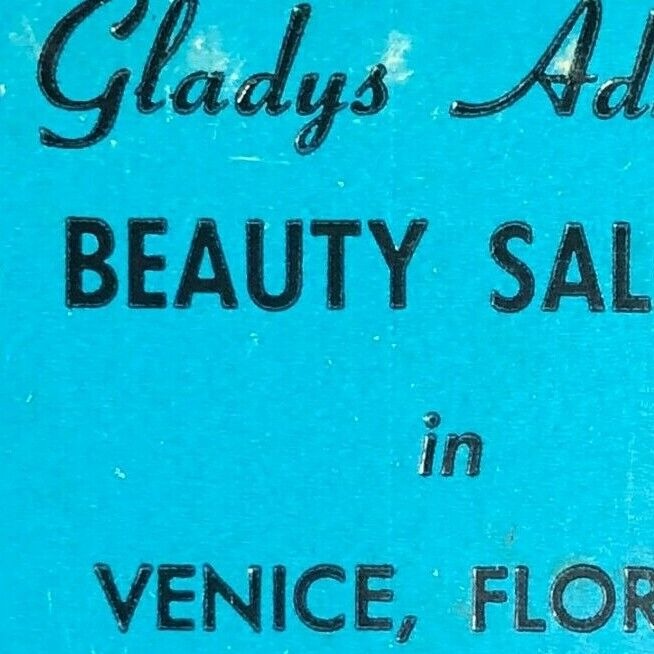 Gladys Ad
BEAUTY SAL
in
VENICE, FLOR